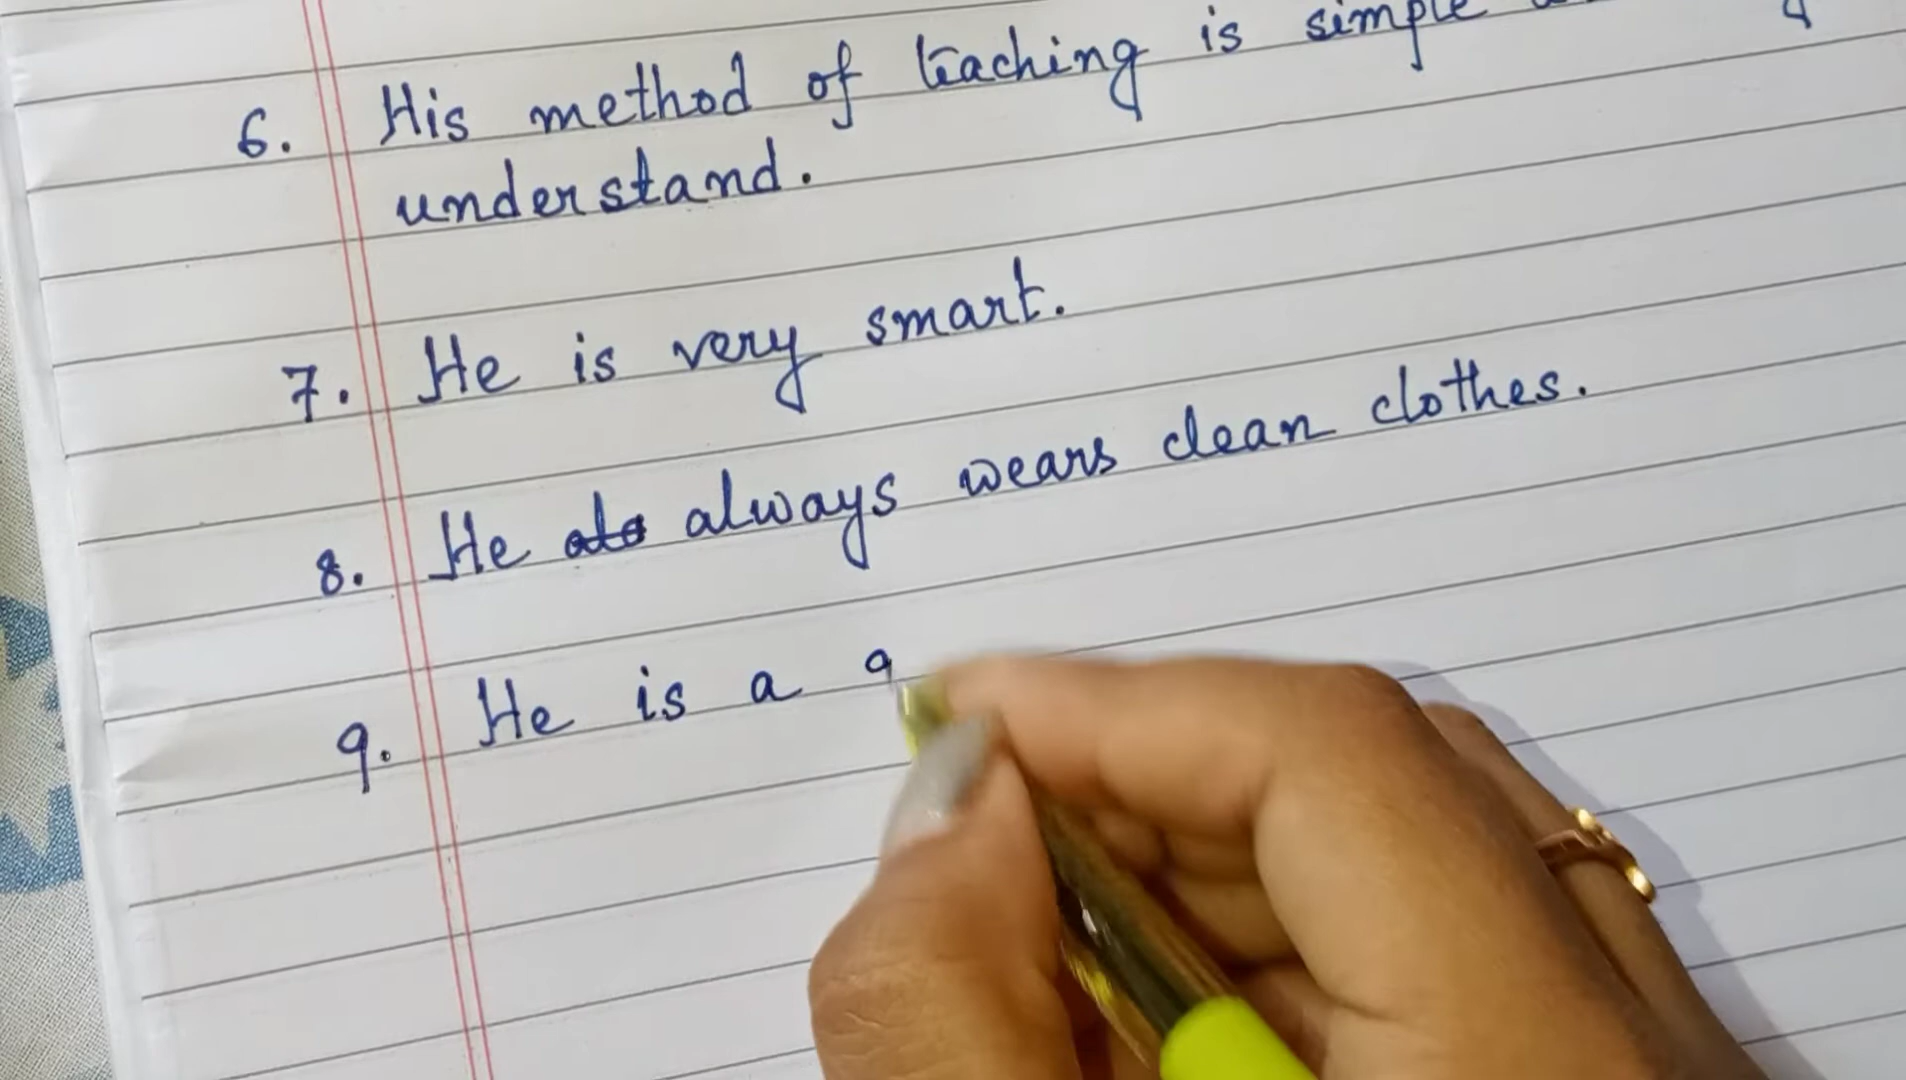 6. His method of teaching is simple
understand.
7. He is very smart.
8. He always wears clean clothes.
9. He is a